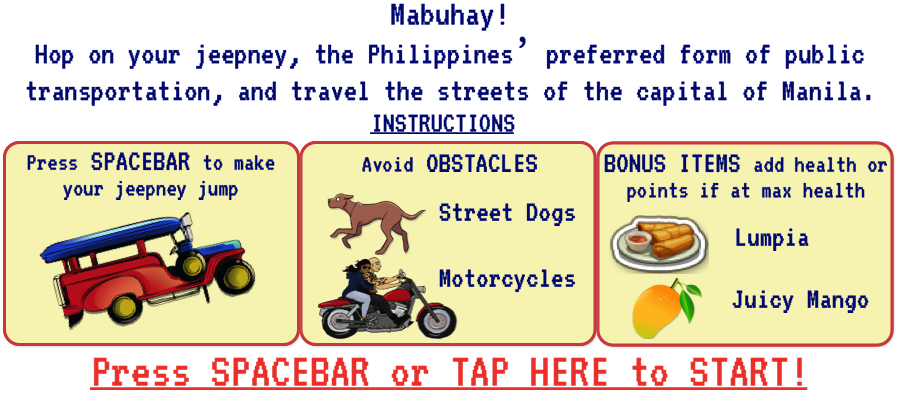 Mabuhay!
Hop on your jeepney, the Philippines’ preferred form of public
transportation, and travel the streets of the capital of Manila.
INSTRUCTIONS
Press SPACEBAR to make
your jeepney jump
Avoid OBSTACLES
Street Dogs
Motorcycles
BONUS ITEMS add health or
points if at max health
Lumpia
Juicy Mango
Press SPACEBAR or TAP HERE to START!